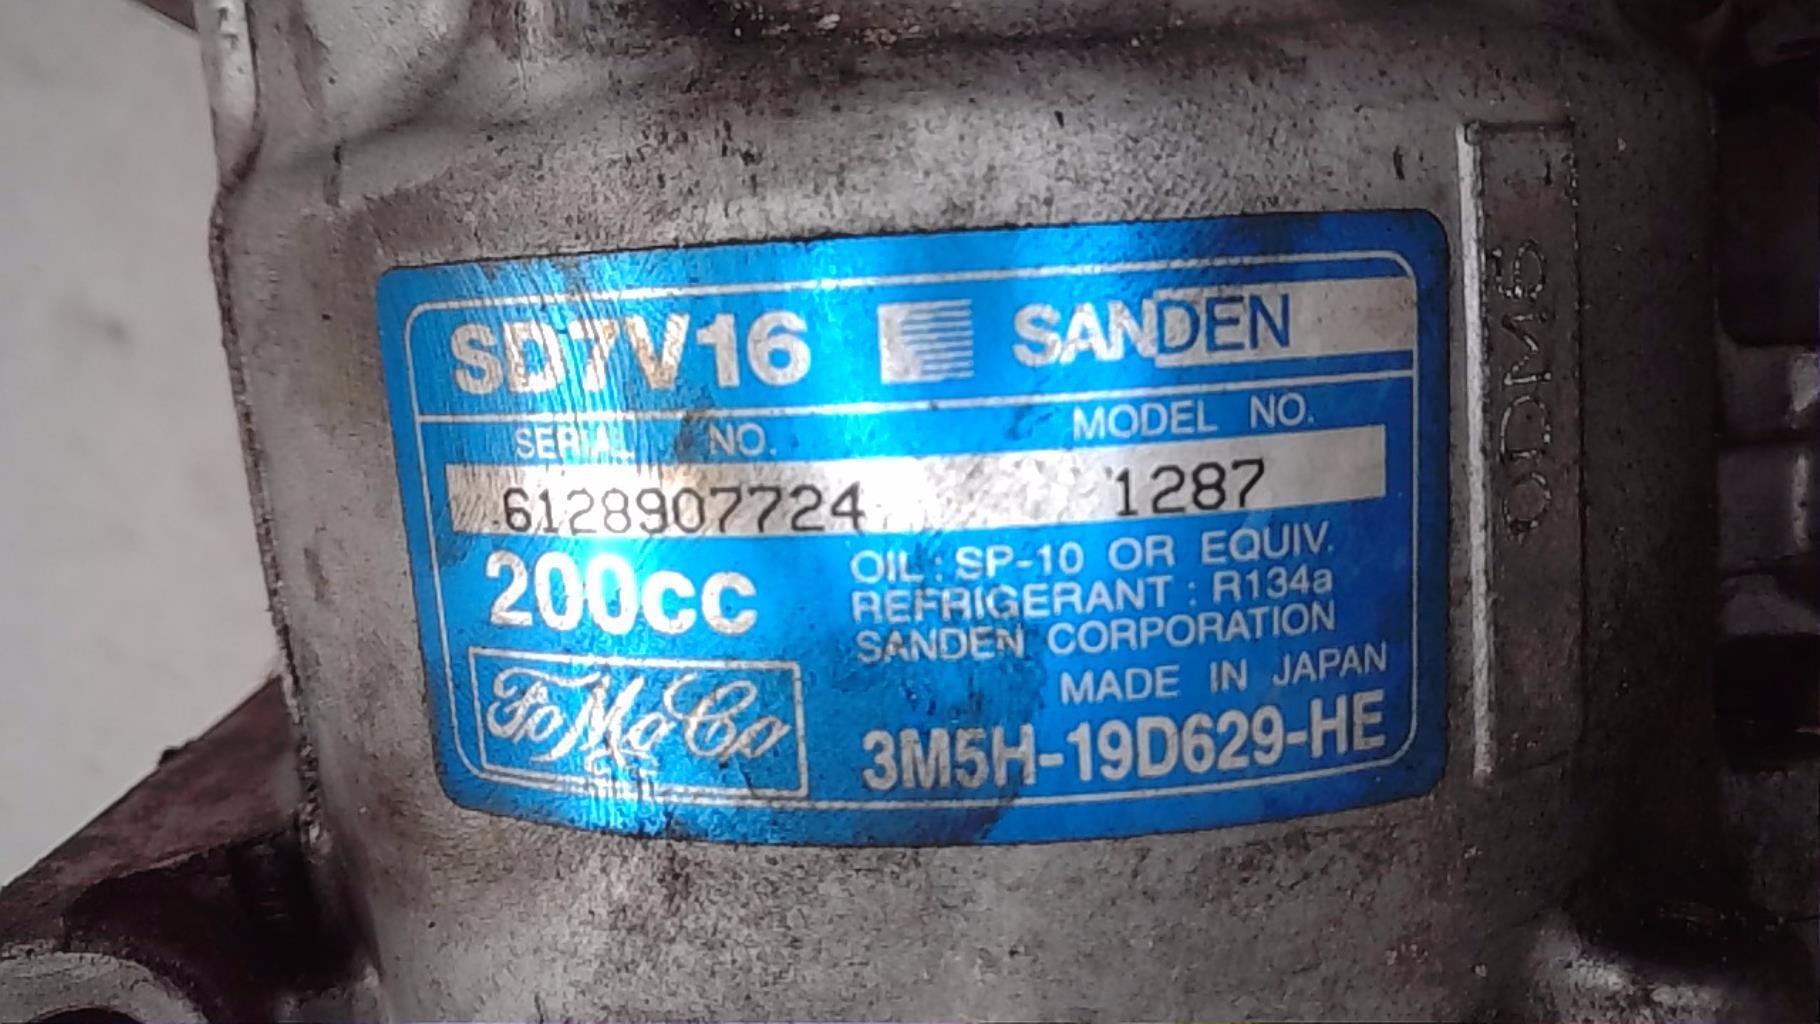 SD7V16 SANDEN
SERIAL NO. MODEL NO.
6128907724 1287
200cc
OIL : SP-10 OR EQUIV.
REFRIGERANT : R134a
SANDEN CORPORATION
MADE IN JAPAN
FoMoCo
3M5H-19D629-HE
ODM5